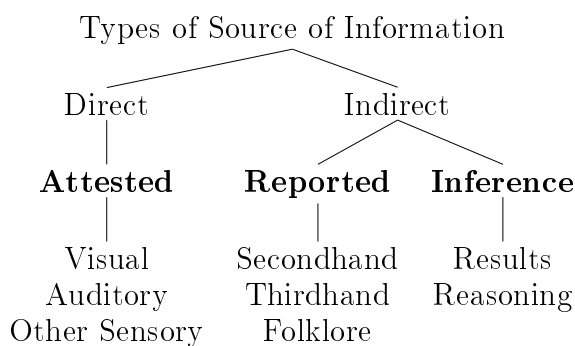 Types of Source of Information
Direct Indirect
Attested Reported Inference
Visual Secondhand Results
Auditory Thirdhand Reasoning
Other Sensory Folklore